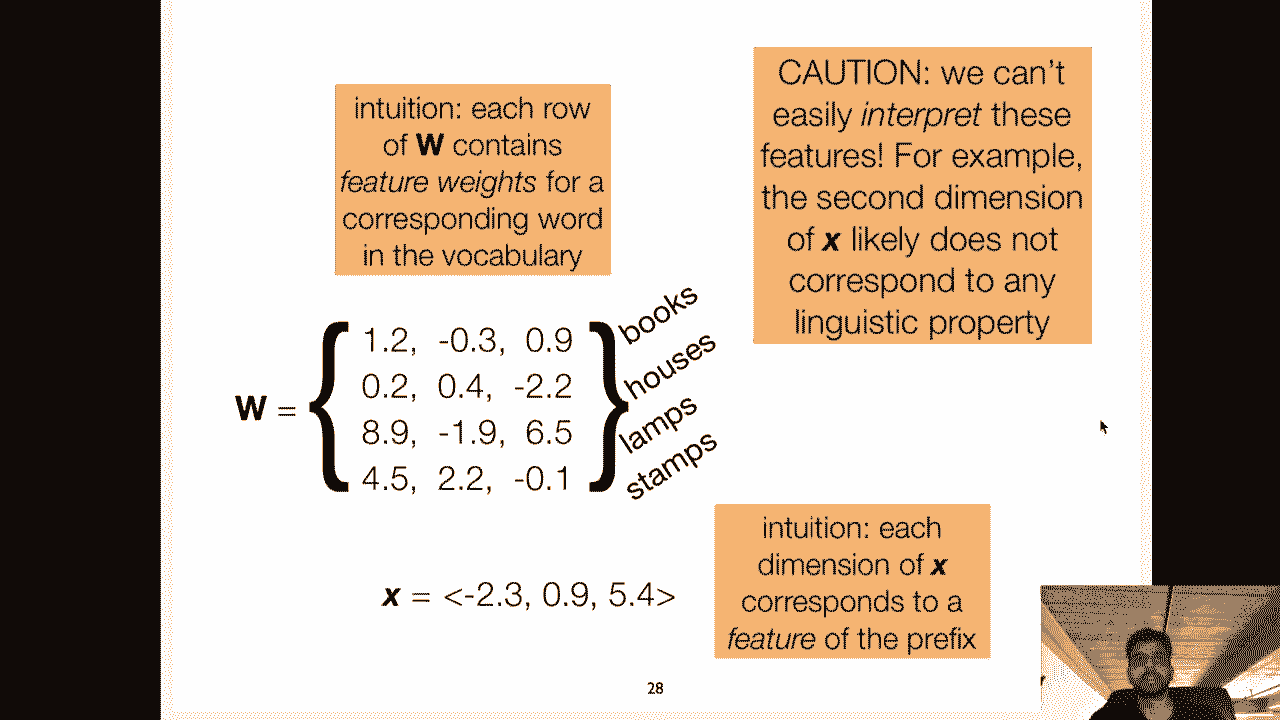 intuition: each row
of W contains
feature weights for a
corresponding word
in the vocabulary
CAUTION: we can't
easily interpret these
features! For example,
the second dimension
of x likely does not
correspond to any
linguistic property
W =
{ 1.2, -0.3, 0.9 } books
0.2, 0.4, -2.2 houses
8.9, -1.9, 6.5 lamps
4.5, 2.2, -0.1 stamps
x = <-2.3, 0.9, 5.4>
intuition: each
dimension of x
corresponds to a
feature of the prefix
28